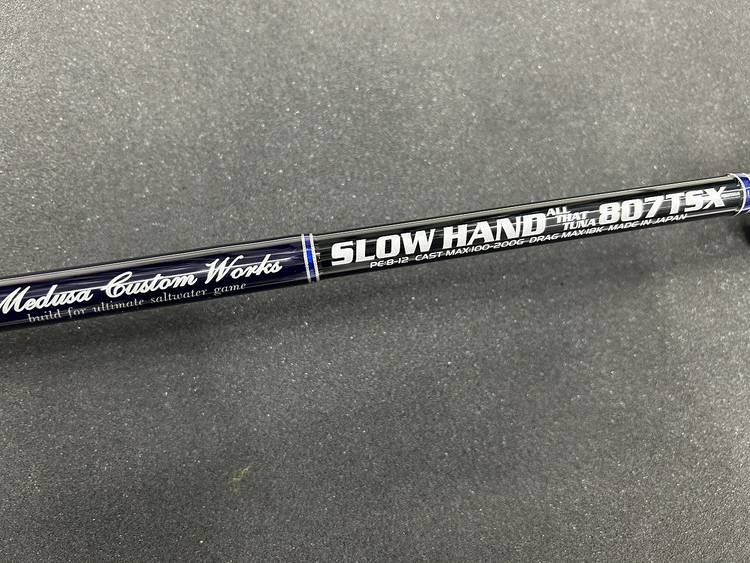 Medusa Custom Works
build for ultimate saltwater game
SLOW HAND ALL THAT TUNA 807TSX
PE·8-12 CAST MAX·100-200G DRAG MAX·18K MADE IN JAPAN